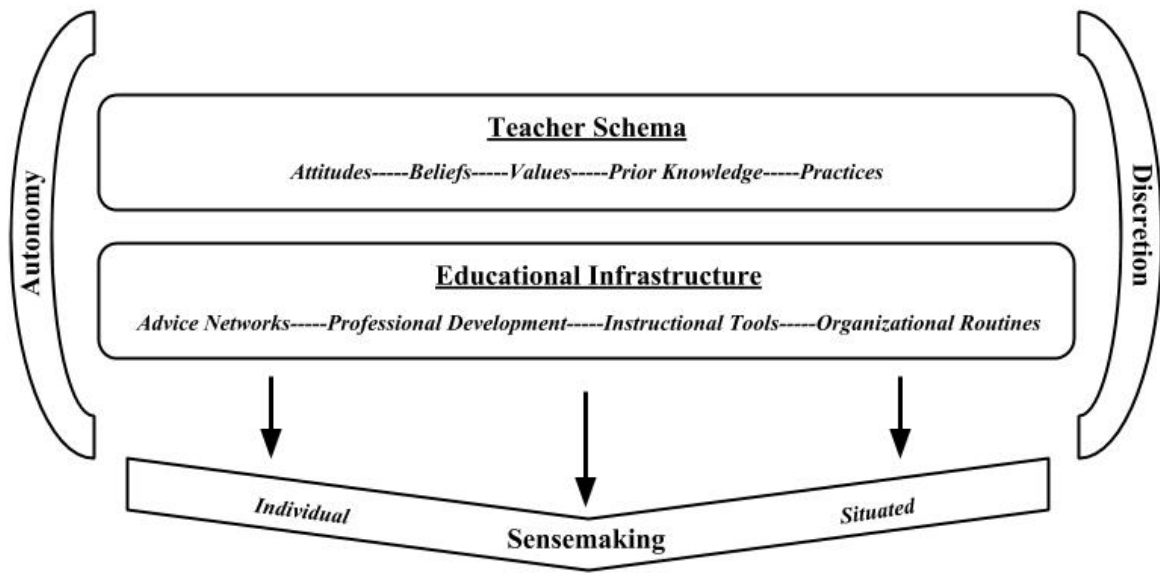 Teacher Schema
Attitudes-----Beliefs-----Values-----Prior Knowledge-----Practices
Autonomy
Discretion
Educational Infrastructure
Advice Networks-----Professional Development-----Instructional Tools-----Organizational Routines
Individual
Situated
Sensemaking